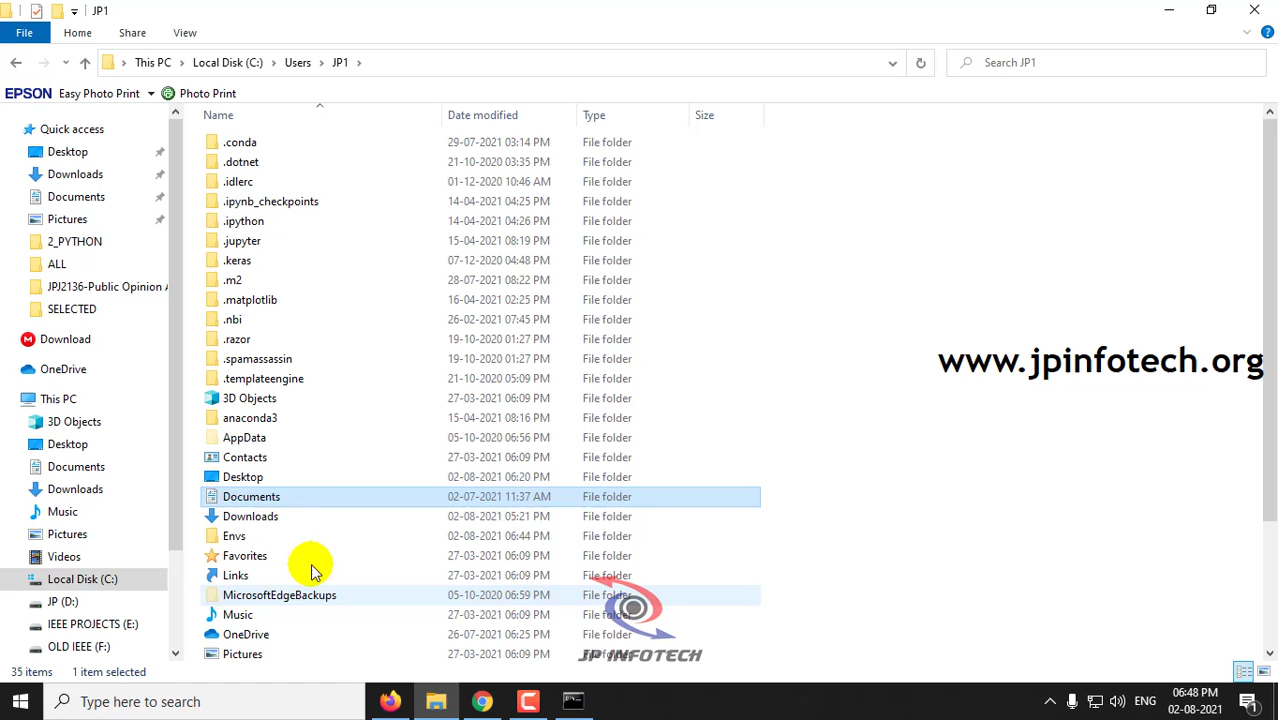 JP1
File Home Share View
This PC Local Disk (C:) Users JP1 Search JP1
EPSON Easy Photo Print Photo Print
Name Date modified Type Size
Quick access
Desktop
Downloads
Documents
Pictures
2_PYTHON
ALL
JPJ2136-Public Opinion A
SELECTED
Download
OneDrive
This PC
3D Objects
Desktop
Documents
Downloads
Music
Pictures
Videos
Local Disk (C:)
JP (D:)
IEEE PROJECTS (E:)
OLD IEEE (F:)
.conda 29-07-2021 03:14 PM File folder
.dotnet 21-10-2020 03:35 PM File folder
.idlerc 01-12-2020 10:46 AM File folder
.ipynb_checkpoints 14-04-2021 04:25 PM File folder
.ipython 14-04-2021 04:26 PM File folder
.jupyter 15-04-2021 08:19 PM File folder
.keras 07-12-2020 04:48 PM File folder
.m2 28-07-2021 08:22 PM File folder
.matplotlib 16-04-2021 02:25 PM File folder
.nbi 26-02-2021 07:45 PM File folder
.razor 19-10-2020 01:27 PM File folder
.spamassassin 19-10-2020 01:27 PM File folder
.templateengine 21-10-2020 05:09 PM File folder
3D Objects 27-03-2021 06:09 PM File folder
anaconda3 15-04-2021 08:16 PM File folder
AppData 05-10-2020 06:56 PM File folder
Contacts 27-03-2021 06:09 PM File folder
Desktop 02-08-2021 06:20 PM File folder
Documents 02-07-2021 11:37 AM File folder
Downloads 02-08-2021 05:21 PM File folder
Envs 02-08-2021 06:44 PM File folder
Favorites 27-03-2021 06:09 PM File folder
Links 27-03-2021 06:09 PM File folder
MicrosoftEdgeBackups 05-10-2020 06:59 PM File folder
Music 27-03-2021 06:09 PM File folder
OneDrive 26-07-2021 06:25 PM File folder
Pictures 27-03-2021 06:09 PM File folder
www.jpinfotech.org
JP INFOTECH
35 items 1 item selected
Type here to search
ENG
06:48 PM
02-08-2021
1